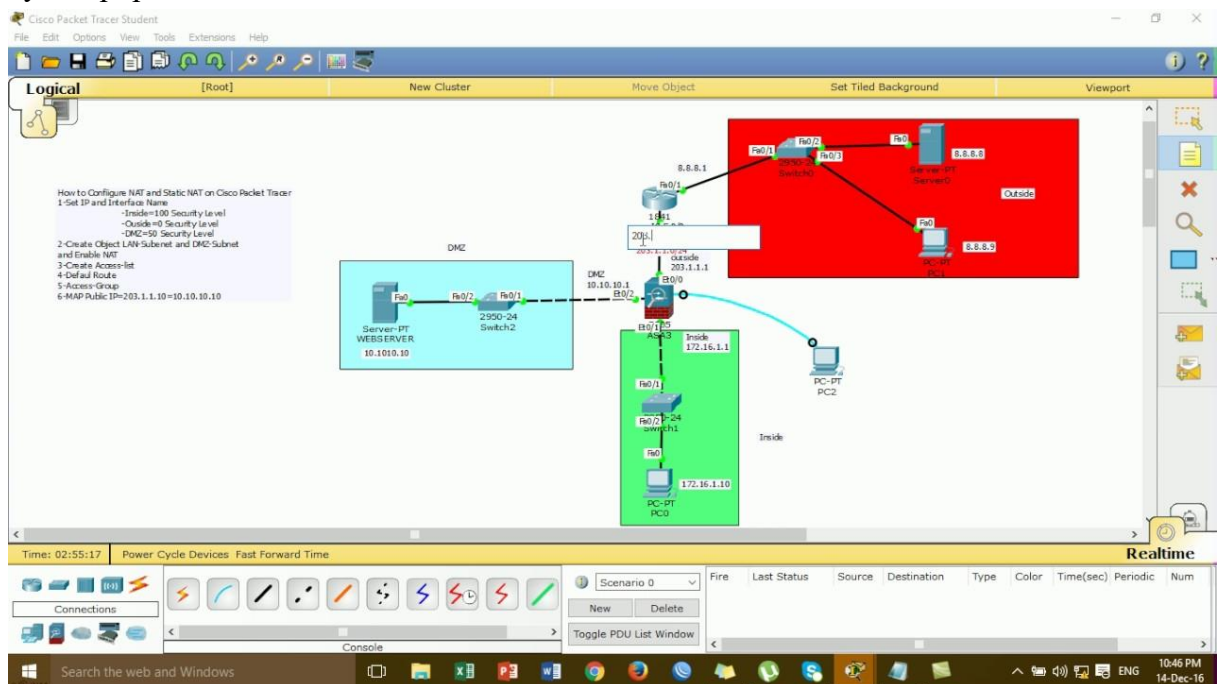 Cisco Packet Tracer Student
File Edit Options View Tools Extensions Help
Logical [Root] New Cluster Move Object Set Tiled Background Viewport
How to Configure NAT and Static NAT on Cisco Packet Tracer
1-Set IP and Interface Name
-Inside=100 Security Level
-Ouside=0 Security Level
-DMZ=50 Security Level
2-Create Object LAN-Subenet and DMZ-Subnet
and Enable NAT
3-Create Access-list
4-Defaul Route
5-Access-Group
6-MAP Public IP=203.1.1.10=10.10.10.10
DMZ
Fa0
Fa0/2
Fa0/1
2950-24
Switch2
Server-PT
WEBSERVER
10.1010.10
8.8.8.1
Fa0/1
1841
203.
203.1.1.0/24
outside
203.1.1.1
DMZ
10.10.10.1
Et0/0
Et0/2
Et0/1
ASA3
Inside
172.16.1.1
Fa0/1
Fa0/2
Switch1
Fa0
172.16.1.10
PC-PT
PC0
Inside
PC-PT
PC2
Fa0/1
Fa0/2
Fa0/3
2950-24
Switch0
Fa0
8.8.8.8
Server-PT
Server0
Outside
Fa0
8.8.8.9
PC-PT
PC1
Time: 02:55:17 Power Cycle Devices Fast Forward Time
Realtime
Connections
Console
Scenario 0
New Delete
Toggle PDU List Window
Fire Last Status Source Destination Type Color Time(sec) Periodic Num
Search the web and Windows
ENG
10:46 PM
14-Dec-16